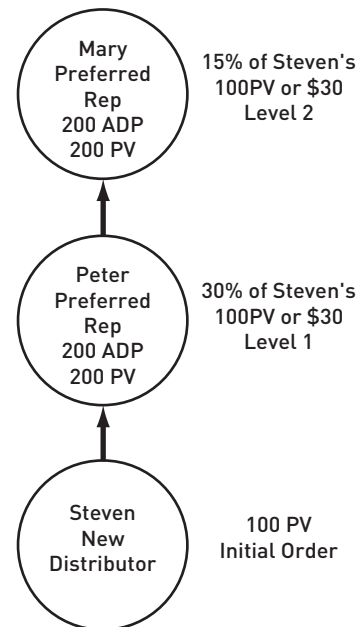 Mary
Preferred
Rep
200 ADP
200 PV
15% of Steven's
100PV or $30
Level 2
Peter
Preferred
Rep
200 ADP
200 PV
30% of Steven's
100PV or $30
Level 1
Steven
New
Distributor
100 PV
Initial Order